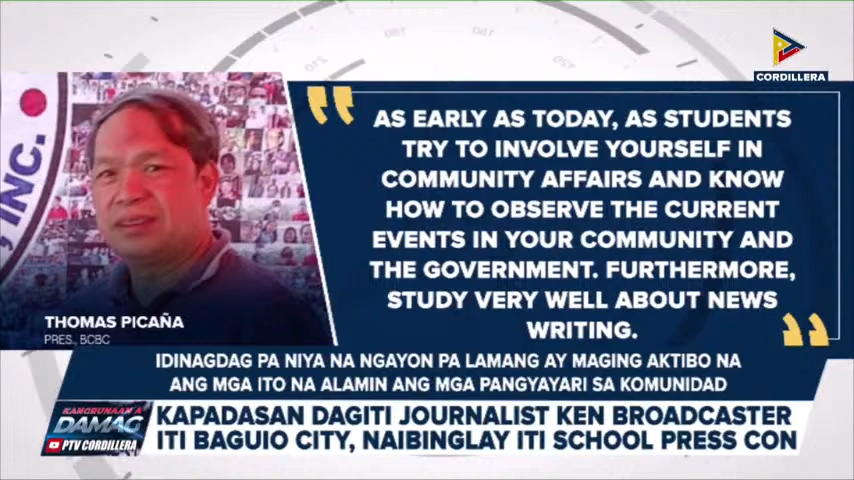 CORDILLERA
INC.
AS EARLY AS TODAY, AS STUDENTS
TRY TO INVOLVE YOURSELF IN
COMMUNITY AFFAIRS AND KNOW
HOW TO OBSERVE THE CURRENT
EVENTS IN YOUR COMMUNITY AND
THE GOVERNMENT. FURTHERMORE,
STUDY VERY WELL ABOUT NEWS
WRITING.
THOMAS PICAÑA
PRES., BCBC
IDINAGDAG PA NIYA NA NGAYON PA LAMANG AY MAGING AKTIBO NA
ANG MGA ITO NA ALAMIN ANG MGA PANGYAYARI SA KOMUNIDAD
KANGRUNAAN A
DAMAG
PTV CORDILLERA
KAPADASAN DAGITI JOURNALIST KEN BROADCASTER
ITI BAGUIO CITY, NAIBINGLAY ITI SCHOOL PRESS CON